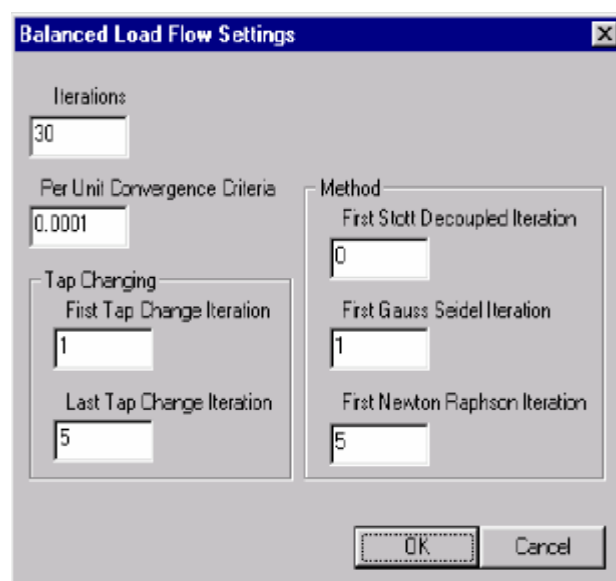 Balanced Load Flow Settings
Iterations
30
Per Unit Convergence Criteria
0.0001
Tap Changing
First Tap Change Iteration
1
Last Tap Change Iteration
5
Method
First Stott Decoupled Iteration
0
First Gauss Seidel Iteration
1
First Newton Raphson Iteration
5
OK
Cancel